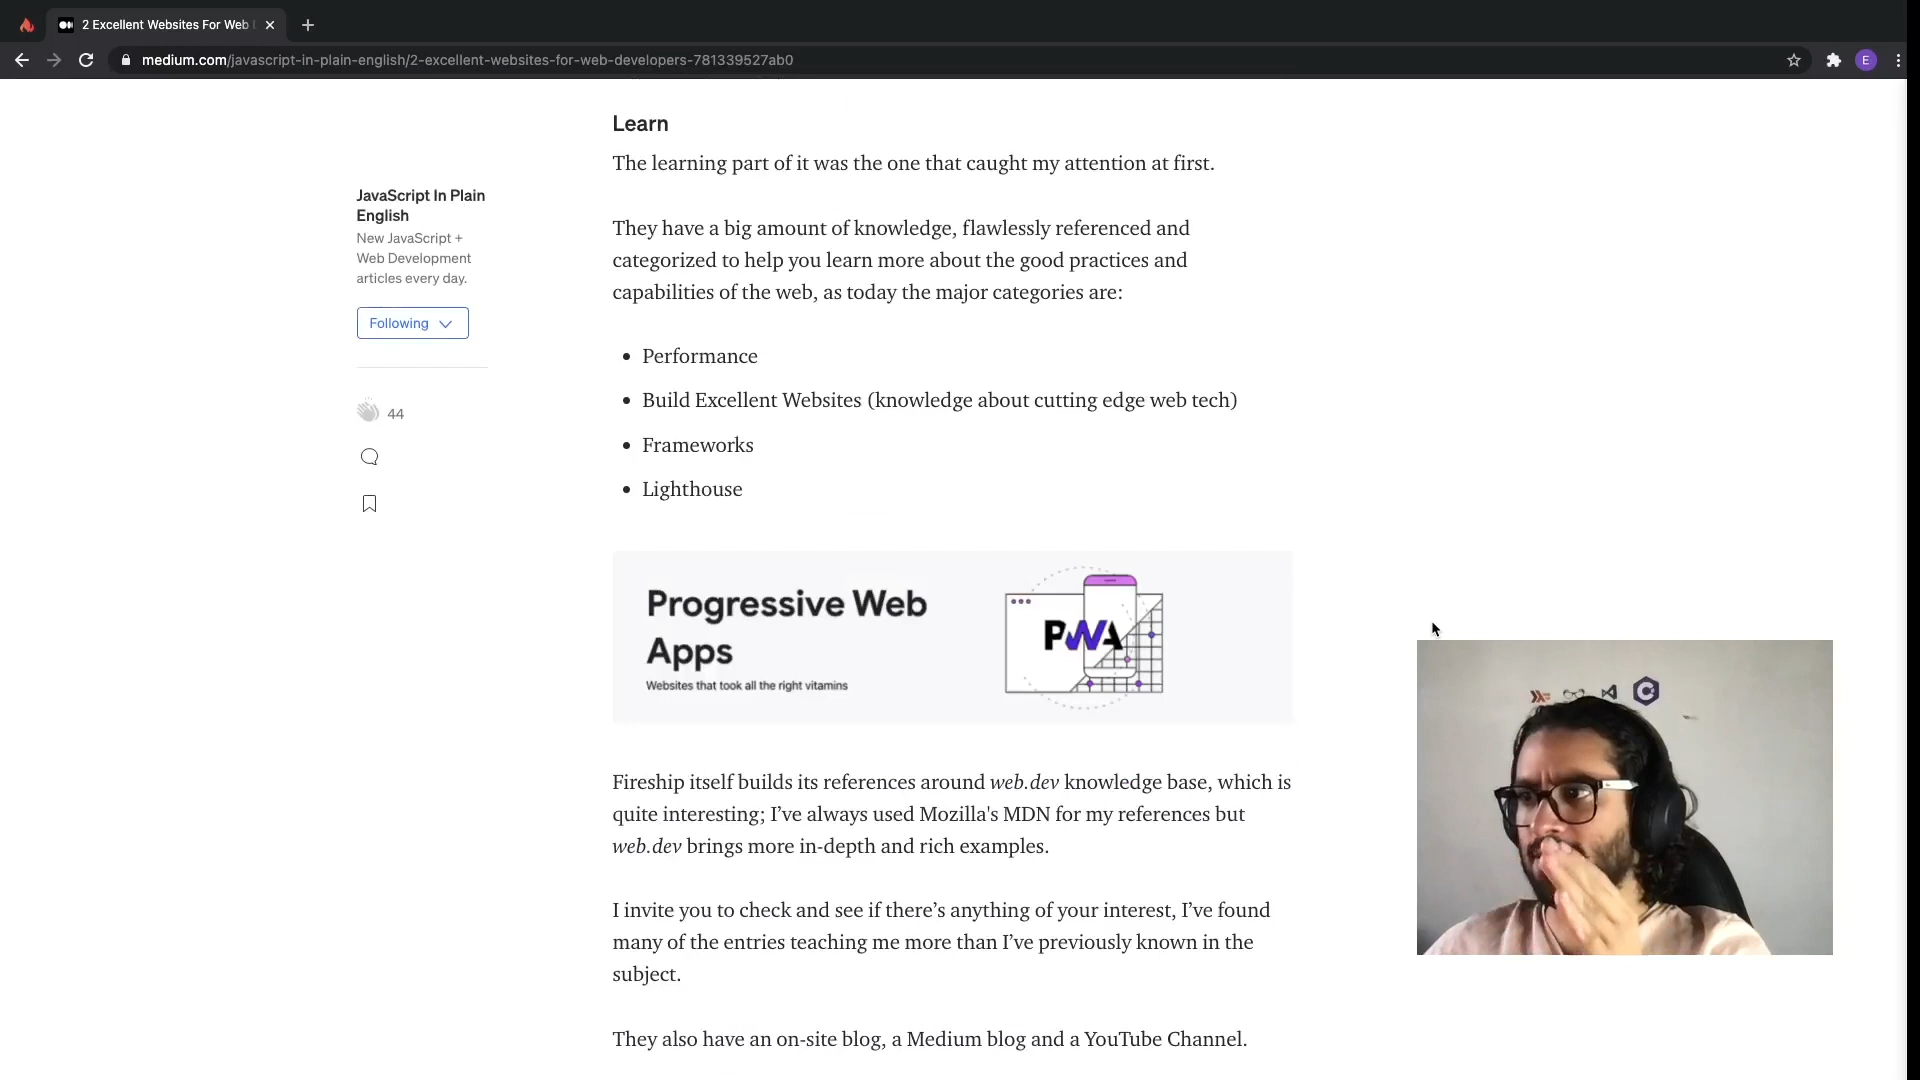 2 Excellent Websites For Web
medium.com/javascript-in-plain-english/2-excellent-websites-for-web-developers-781339527ab0
E
Learn
The learning part of it was the one that caught my attention at first.
JavaScript In Plain
English
New JavaScript +
Web Development
articles every day.
Following
44
They have a big amount of knowledge, flawlessly referenced and
categorized to help you learn more about the good practices and
capabilities of the web, as today the major categories are:
• Performance
• Build Excellent Websites (knowledge about cutting edge web tech)
• Frameworks
• Lighthouse
Progressive Web
Apps
Websites that took all the right vitamins
PWA
Fireship itself builds its references around web.dev knowledge base, which is
quite interesting; I’ve always used Mozilla's MDN for my references but
web.dev brings more in-depth and rich examples.
I invite you to check and see if there’s anything of your interest, I’ve found
many of the entries teaching me more than I’ve previously known in the
subject.
They also have an on-site blog, a Medium blog and a YouTube Channel.